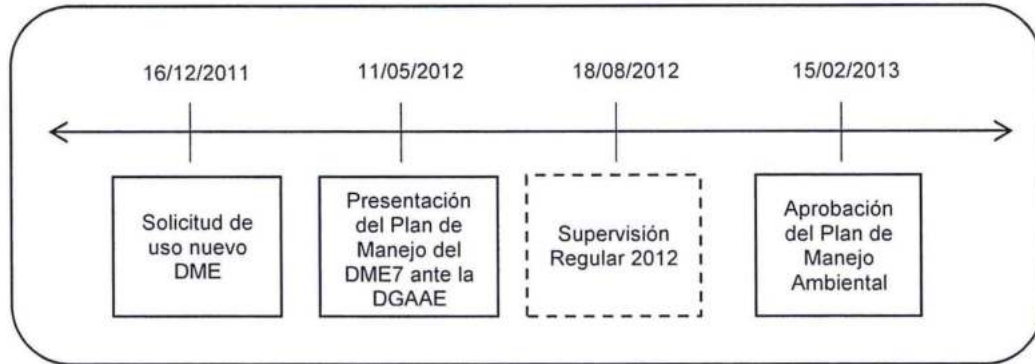 16/12/2011
11/05/2012
18/08/2012
15/02/2013
Solicitud de
uso nuevo
DME
Presentación
del Plan de
Manejo del
DME7 ante la
DGAAE
Supervisión
Regular 2012
Aprobación
del Plan de
Manejo
Ambiental